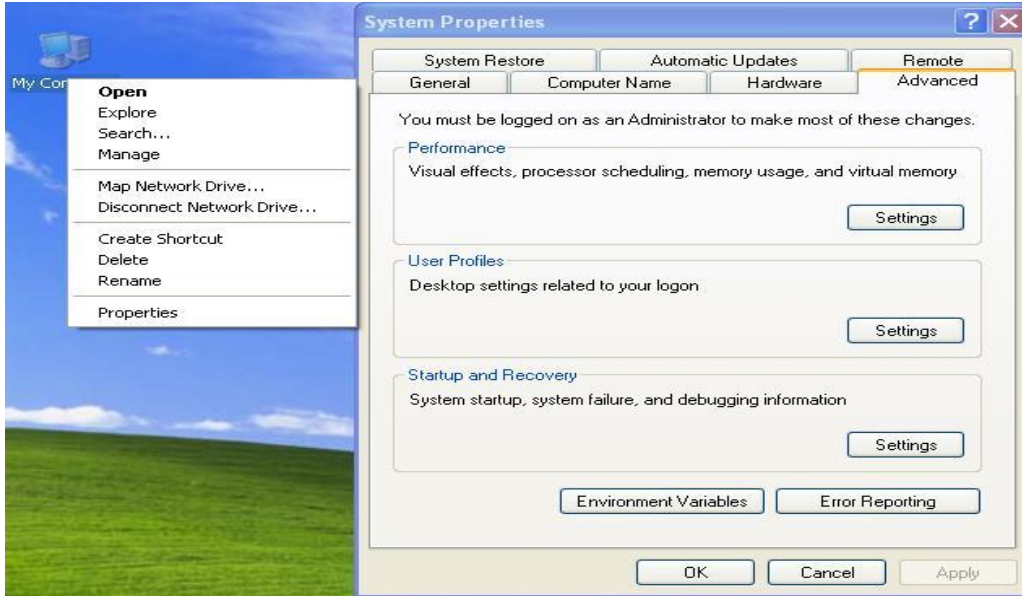 My Cor
Open
Explore
Search...
Manage
Map Network Drive...
Disconnect Network Drive...
Create Shortcut
Delete
Rename
Properties
System Properties
System Restore
Automatic Updates
Remote
General
Computer Name
Hardware
Advanced
You must be logged on as an Administrator to make most of these changes.
Performance
Visual effects, processor scheduling, memory usage, and virtual memory
Settings
User Profiles
Desktop settings related to your logon
Settings
Startup and Recovery
System startup, system failure, and debugging information
Settings
Environment Variables
Error Reporting
OK
Cancel
Apply